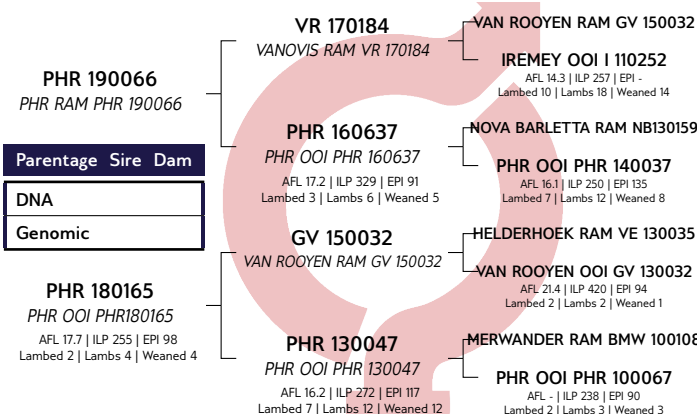 PHR 190066
PHR RAM PHR 190066
Parentage Sire Dam
DNA
Genomic
PHR 180165
PHR OOI PHR180165
AFL 17.7 | ILP 255 | EPI 98
Lambed 2 | Lambs 4 | Weaned 4
VR 170184
VANOVIS RAM VR 170184
PHR 160637
PHR OOI PHR 160637
AFL 17.2 | ILP 329 | EPI 91
Lambed 3 | Lambs 6 | Weaned 5
GV 150032
VAN ROOYEN RAM GV 150032
PHR 130047
PHR OOI PHR 130047
AFL 16.2 | ILP 272 | EPI 117
Lambed 7 | Lambs 12 | Weaned 12
VAN ROOYEN RAM GV 150032
IREMEY OOI I 110252
AFL 14.3 | ILP 257 | EPI -
Lambed 10 | Lambs 18 | Weaned 14
NOVA BARLETTA RAM NB130159
PHR OOI PHR 140037
AFL 16.1 | ILP 250 | EPI 135
Lambed 7 | Lambs 12 | Weaned 8
HELDERHOEK RAM VE 130035
VAN ROOYEN OOI GV 130032
AFL 21.4 | ILP 420 | EPI 94
Lambed 2 | Lambs 2 | Weaned 1
MERWANDER RAM BMW 100108
PHR OOI PHR 100067
AFL - | ILP 238 | EPI 90
Lambed 2 | Lambs 3 | Weaned 3